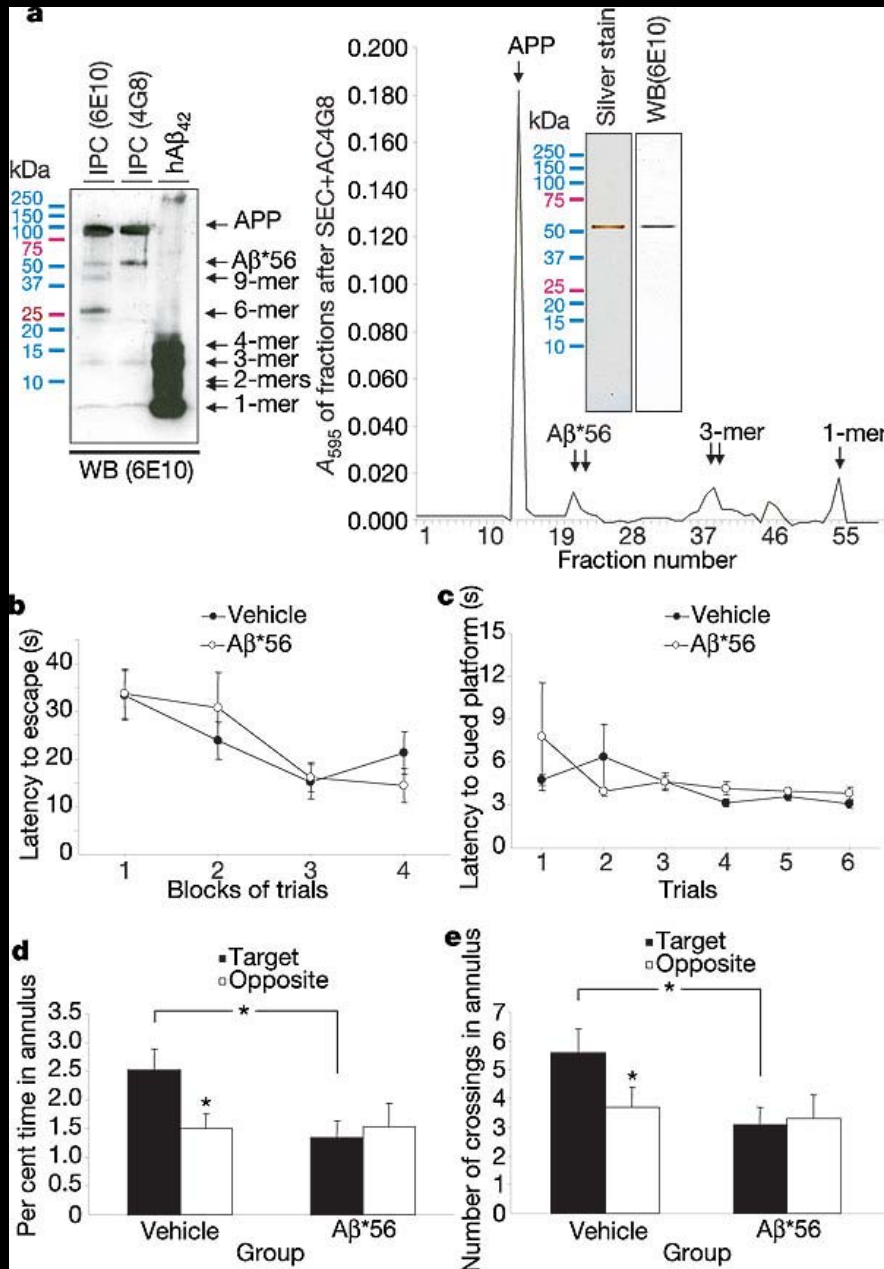 a
IPC (6E10)
IPC (4G8)
hAβ42
kDa
250
150
100
75
50
37
25
20
15
10
APP
Aβ*56
9-mer
6-mer
4-mer
3-mer
2-mers
1-mer
WB (6E10)
A595 of fractions after SEC+AC4G8
0.200
0.180
0.160
0.140
0.120
0.100
0.080
0.060
0.040
0.020
0.000
1 10 19 28 37 46 55
Fraction number
APP
Aβ*56
3-mer
1-mer
Silver stain
WB(6E10)
kDa
250
150
100
75
50
37
25
20
15
10
b
Vehicle
Aβ*56
Latency to escape (s)
40
30
20
10
0
1 2 3 4
Blocks of trials
c
Vehicle
Aβ*56
Latency to cued platform (s)
15
12
9
6
3
0
1 2 3 4 5 6
Trials
d
Target
Opposite
Per cent time in annulus
3.5
3.0
2.5
2.0
1.5
1.0
0.5
0
*
*
Vehicle Aβ*56
Group
e
Target
Opposite
Number of crossings in annulus
7
6
5
4
3
2
1
0
*
*
Vehicle Aβ*56
Group